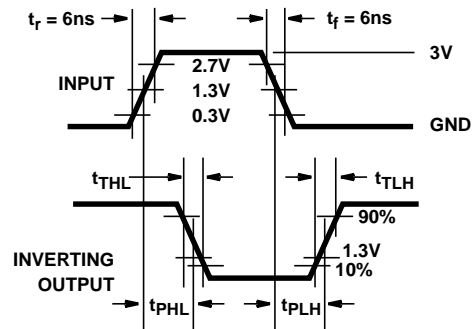 tr = 6ns
tf = 6ns
3V
INPUT
2.7V
1.3V
0.3V
GND
tTHL
tTLH
90%
INVERTING
OUTPUT
1.3V
10%
tPHL
tPLH